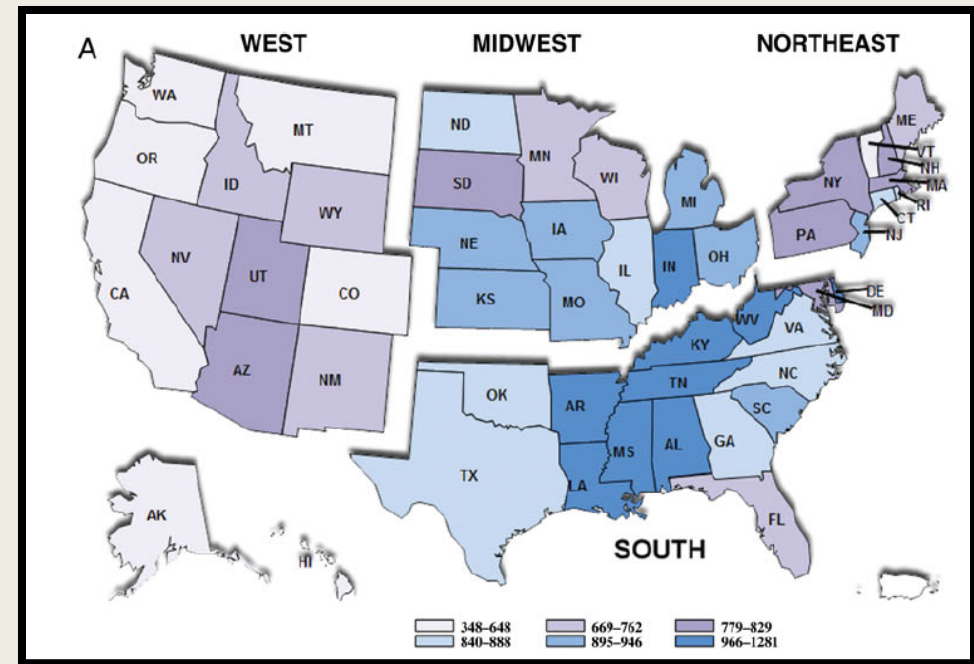 A
WEST
MIDWEST
NORTHEAST
WA
MT
ND
ME
OR
MN
VT
ID
SD
WI
NH
WY
NY
MA
MI
RI
NE
IA
PA
CT
NV
OH
NJ
UT
IL
IN
CA
CO
KS
MO
DE
WV
MD
VA
KY
AZ
NM
TN
NC
OK
AR
SC
MS
AL
GA
TX
LA
AK
FL
SOUTH
HI
348–648 669–762 779–829
840–888 895–946 966–1281